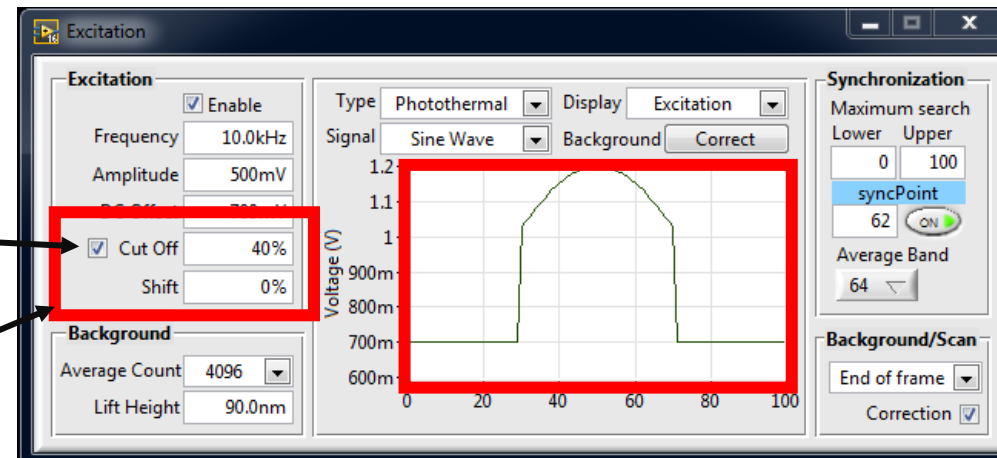 Excitation
Excitation
Enable
Frequency 10.0kHz
Amplitude 500mV
Cut Off 40%
Shift 0%
Background
Average Count 4096
Lift Height 90.0nm
Type Photothermal Display Excitation
Signal Sine Wave Background Correct
Voltage (V)
1.2
1.1
1
900m
800m
700m
600m
0 20 40 60 80 100
Synchronization
Maximum search
Lower Upper
0 100
syncPoint
62 ON
Average Band
64
Background/Scan
End of frame
Correction